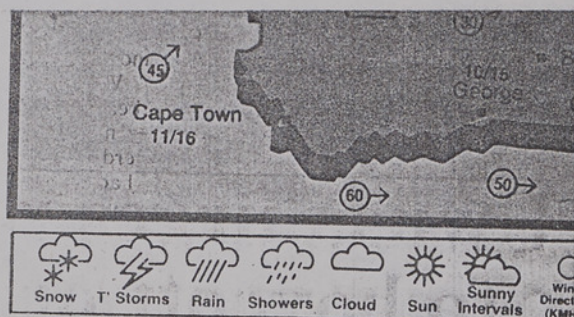 30
45
10/15
George
Cape Town
11/16
60
50
Snow
T' Storms
Rain
Showers
Cloud
Sun
Sunny
Intervals
(KMH